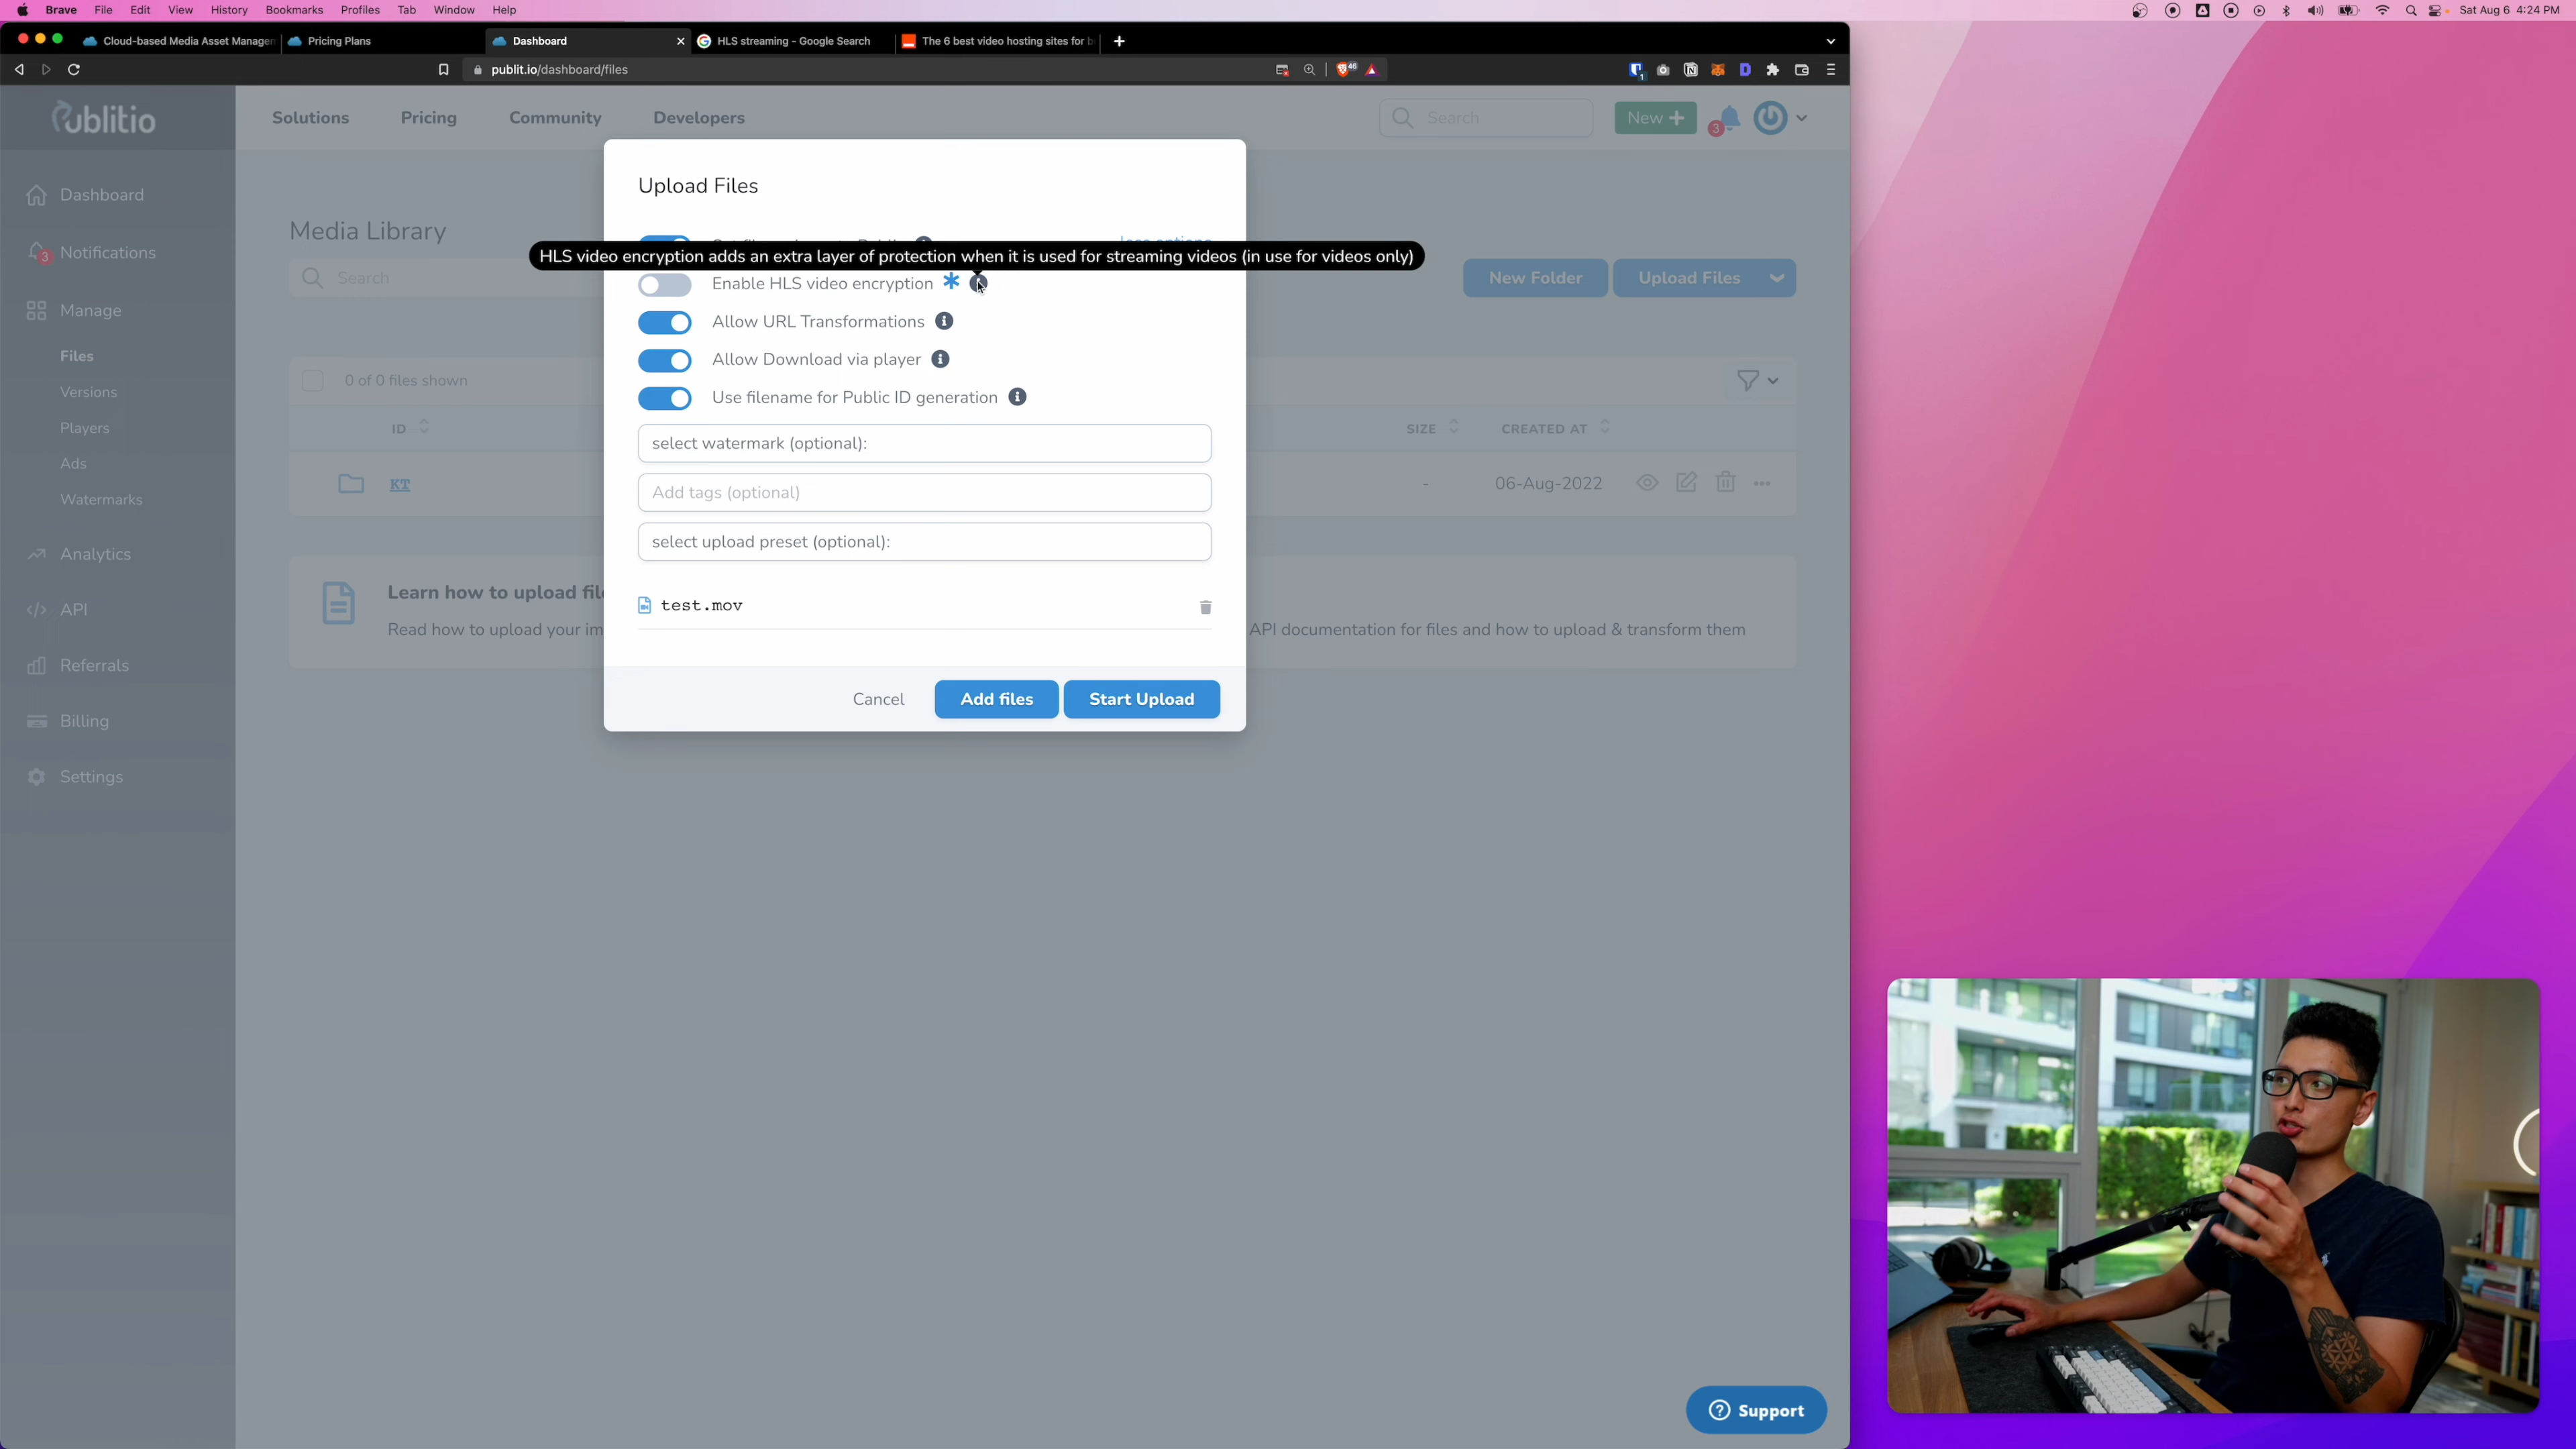 Brave File Edit View History Bookmarks Profiles Tab Window Help
Sat Aug 6 4:24 PM
Cloud-based Media Asset Managen
Pricing Plans
Dashboard
HLS streaming - Google Search
The 6 best video hosting sites for b
publit.io/dashboard/files
46
1
Publitio
Solutions
Pricing
Community
Developers
Search
New +
3
Dashboard
3
Notifications
Manage
Files
Versions
Players
Ads
Watermarks
Analytics
API
Referrals
Billing
Settings
Media Library
Search
New Folder
Upload Files
0 of 0 files shown
ID
SIZE
CREATED AT
KT
-
06-Aug-2022
Learn how to upload fil
Read how to upload your im
API documentation for files and how to upload & transform them
Upload Files
less options
HLS video encryption adds an extra layer of protection when it is used for streaming videos (in use for videos only)
Enable HLS video encryption *
Allow URL Transformations
Allow Download via player
Use filename for Public ID generation
select watermark (optional):
Add tags (optional)
select upload preset (optional):
test.mov
Cancel
Add files
Start Upload
Support